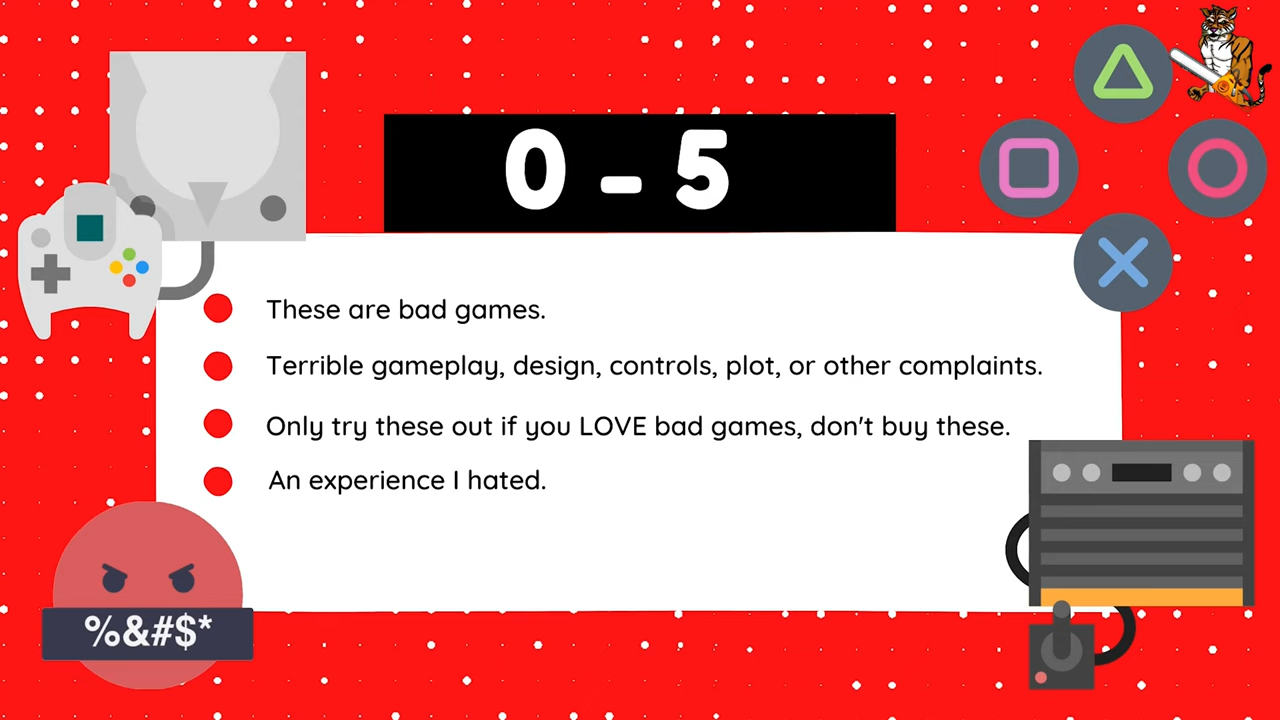 0 - 5
These are bad games.
Terrible gameplay, design, controls, plot, or other complaints.
Only try these out if you LOVE bad games, don't buy these.
An experience I hated.
%&#$*